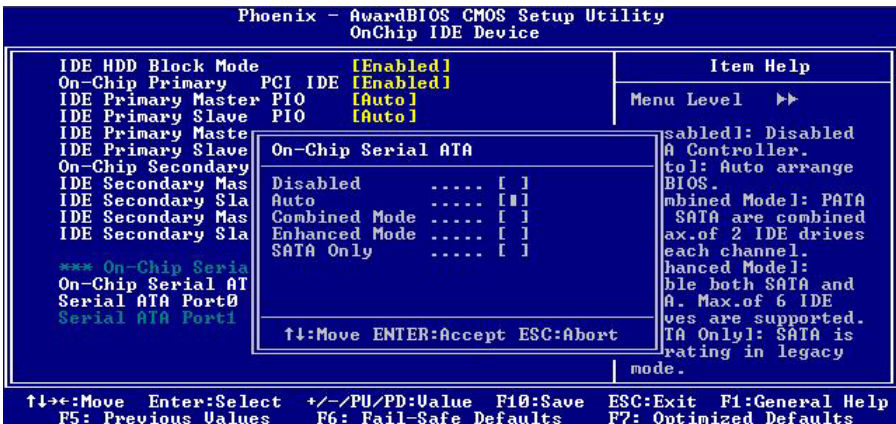 Phoenix - AwardBIOS CMOS Setup Utility
OnChip IDE Device
IDE HDD Block Mode [Enabled]
On-Chip Primary PCI IDE [Enabled]
IDE Primary Master PIO [Auto]
IDE Primary Slave PIO [Auto]
IDE Primary Maste
IDE Primary Slave
On-Chip Secondary
IDE Secondary Mas
IDE Secondary Sla
IDE Secondary Mas
IDE Secondary Sla
*** On-Chip Seria
On-Chip Serial AT
Serial ATA Port0
Serial ATA Port1
On-Chip Serial ATA
Disabled ..... [ ]
Auto ..... [■]
Combined Mode ..... [ ]
Enhanced Mode ..... [ ]
SATA Only ..... [ ]
↑↓:Move ENTER:Accept ESC:Abort
Item Help
Menu Level ▶▶
sabled]: Disabled
A Controller.
to]: Auto arrange
BIOS.
mbined Mode]: PATA
SATA are combined
ax.of 2 IDE drives
each channel.
hanced Mode]:
ble both SATA and
A. Max.of 6 IDE
ves are supported.
TA Only]: SATA is
rating in legacy
mode.
↑↓→←:Move Enter:Select +/-/PU/PD:Value F10:Save ESC:Exit F1:General Help
F5: Previous Values F6: Fail-Safe Defaults F7: Optimized Defaults